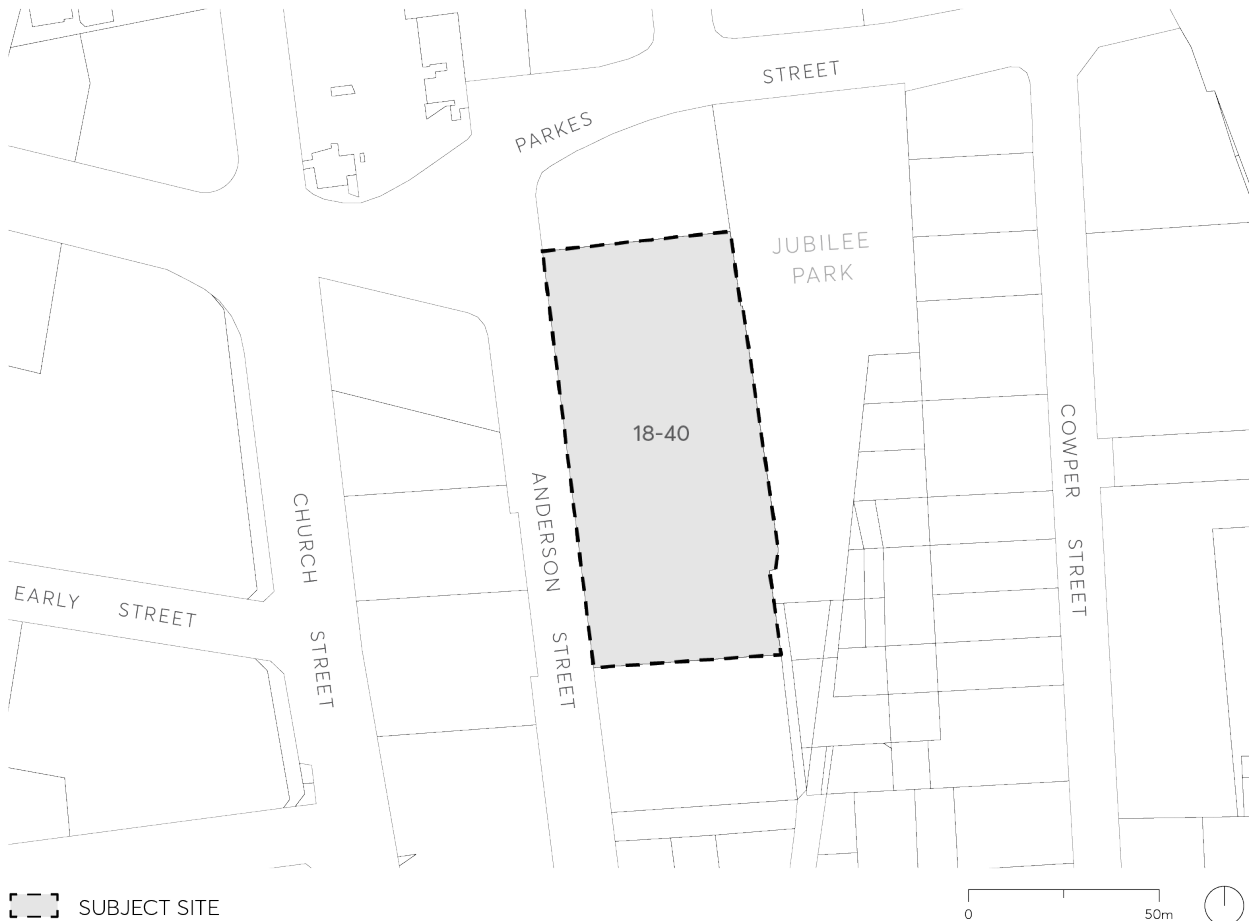 STREET
PARKES
JUBILEE
PARK
18-40
COWPER
STREET
ANDERSON
STREET
CHURCH
STREET
EARLY STREET
SUBJECT SITE
0 50m